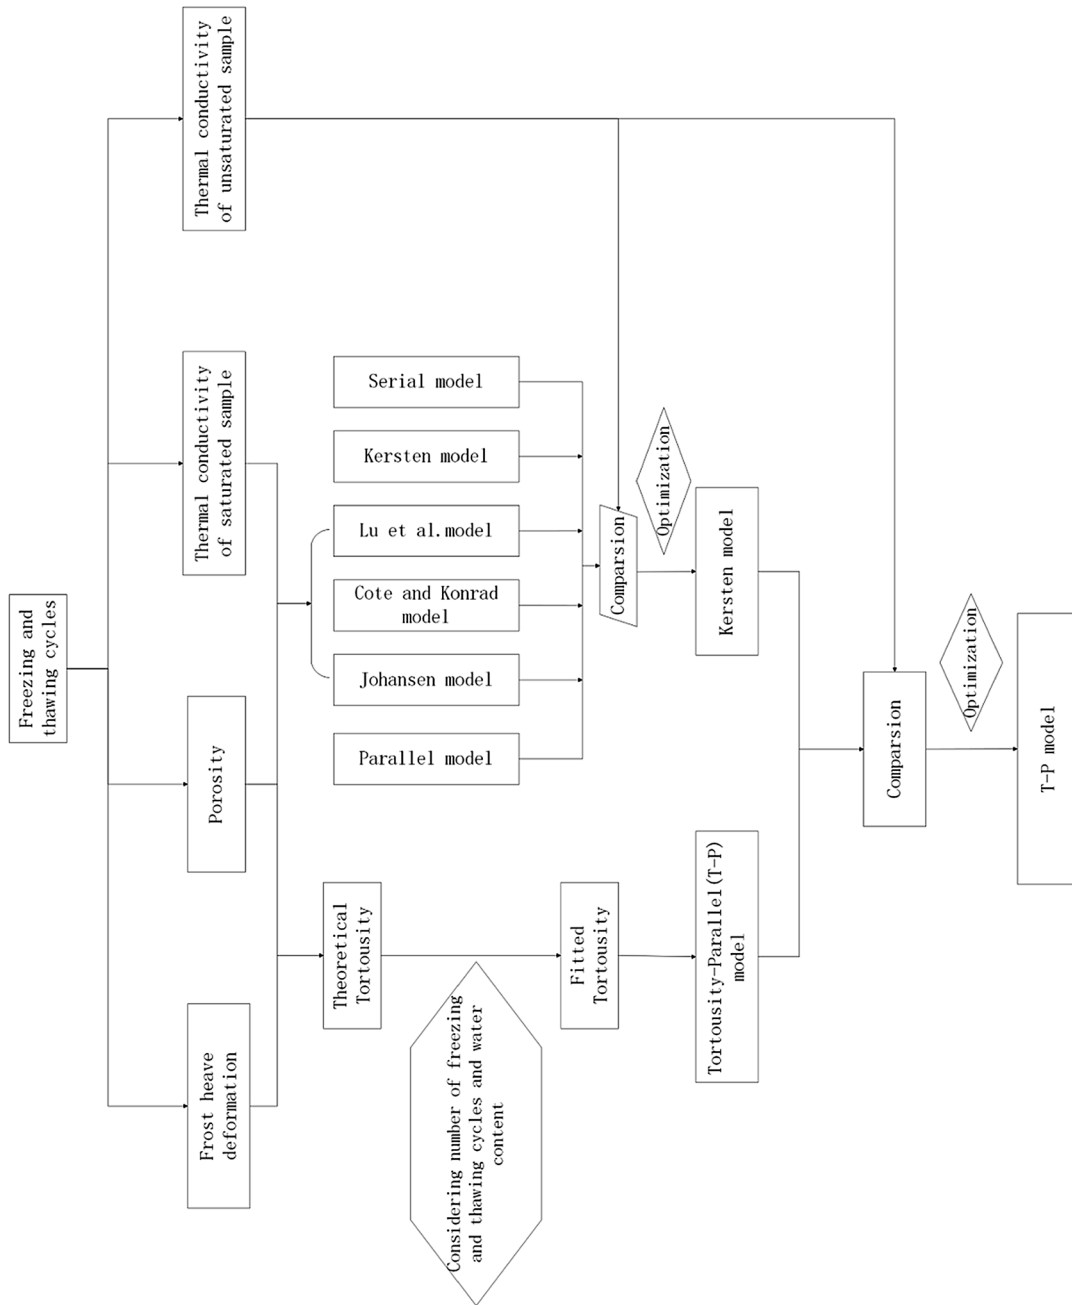 Freezing and
thawing cycles
Frost heave
deformation
Porosity
Thermal conductivity
of saturated sample
Thermal conductivity
of unsaturated sample
Theoretical
Tortousity
Parallel model
Johansen model
Cote and Konrad
model
Lu et al.model
Kersten model
Serial model
Considering number of freezing
and thawing cycles and water
content
Fitted
Tortousity
Comparsion
Optimization
Tortousity-Parallel(T-P)
model
Kersten model
Comparsion
Optimization
T-P model